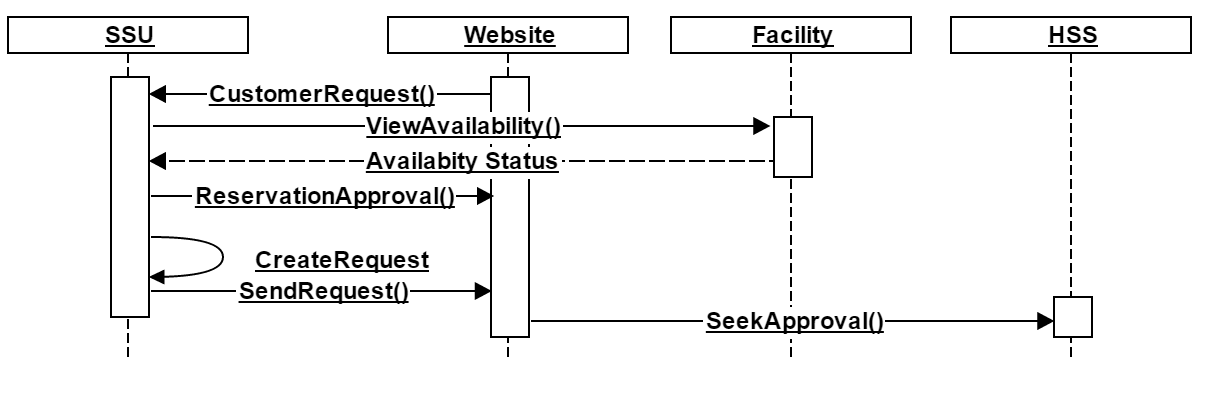 SSU
Website
Facility
HSS
CustomerRequest()
ViewAvailability()
Availabity Status
ReservationApproval()
CreateRequest
SendRequest()
SeekApproval()